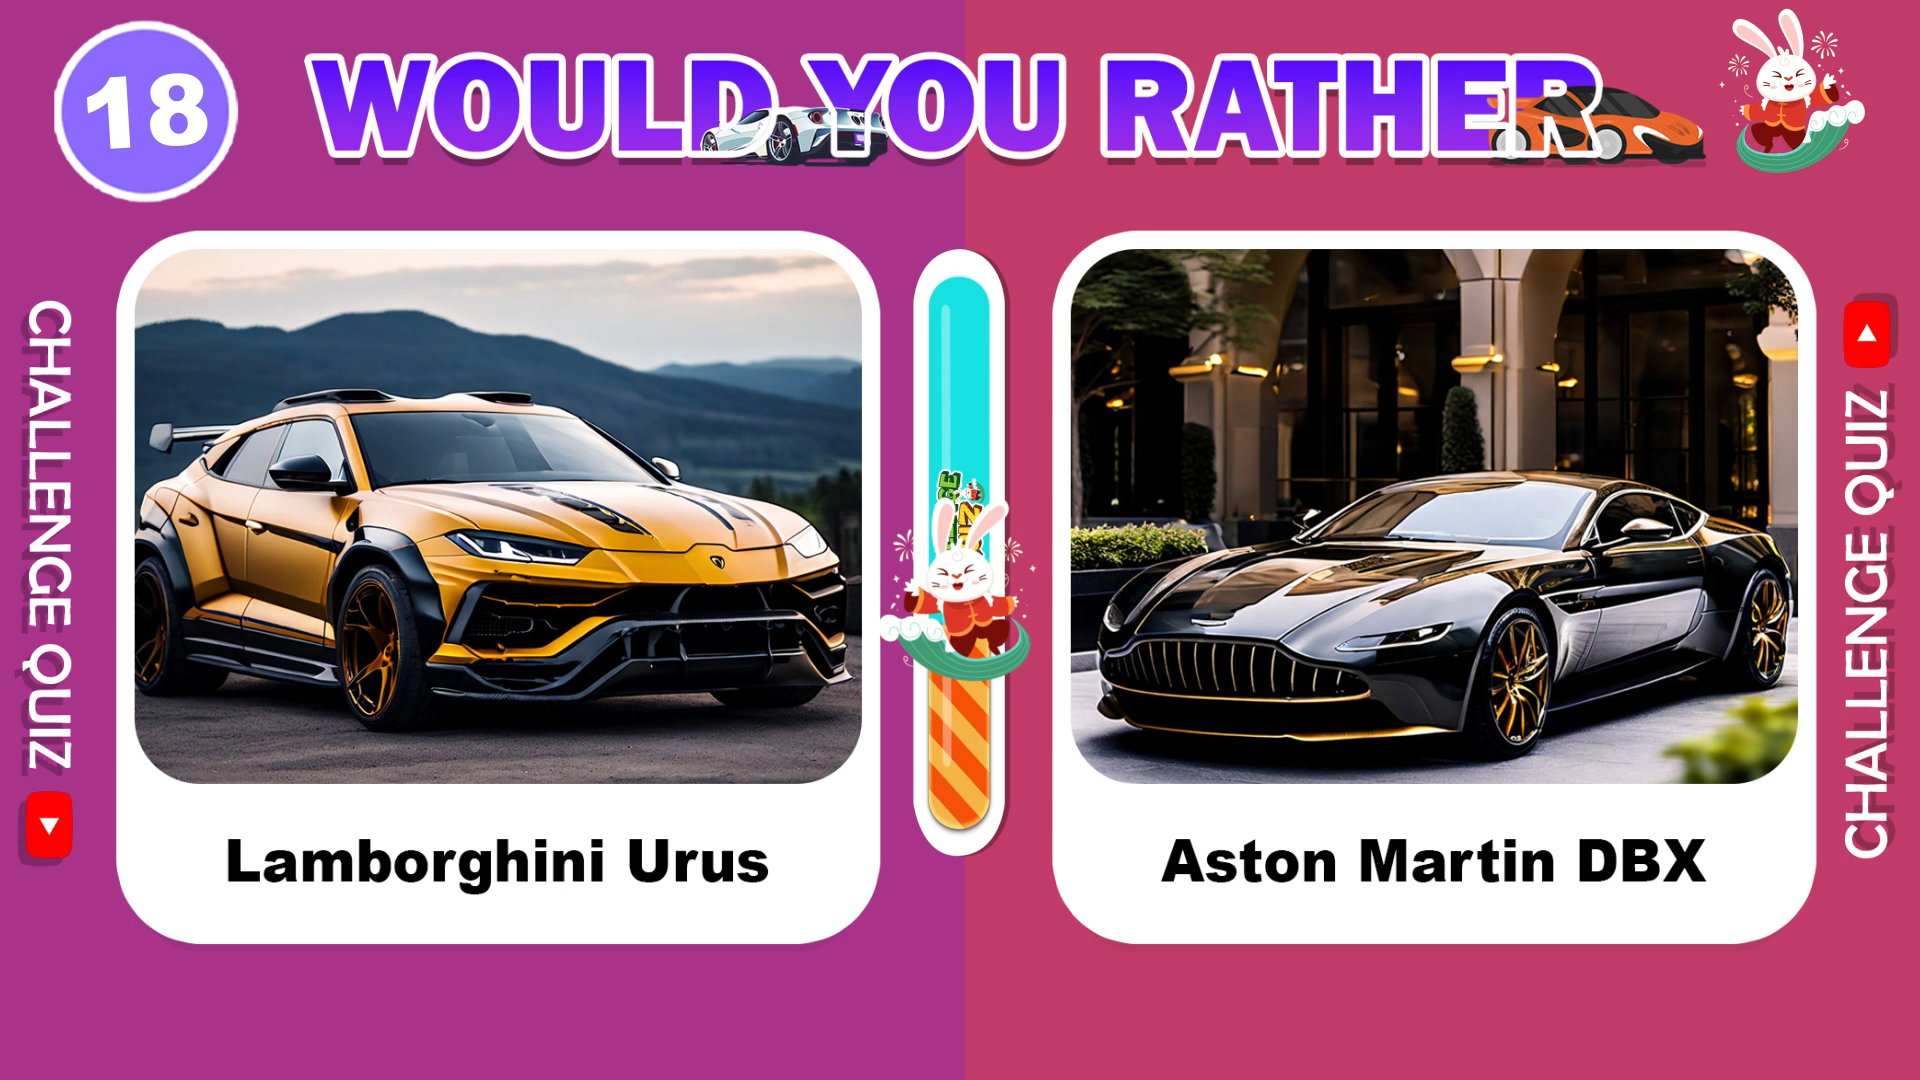 18
WOULD YOU RATHER
CHALLENGE QUIZ
Lamborghini Urus
Aston Martin DBX
CHALLENGE QUIZ